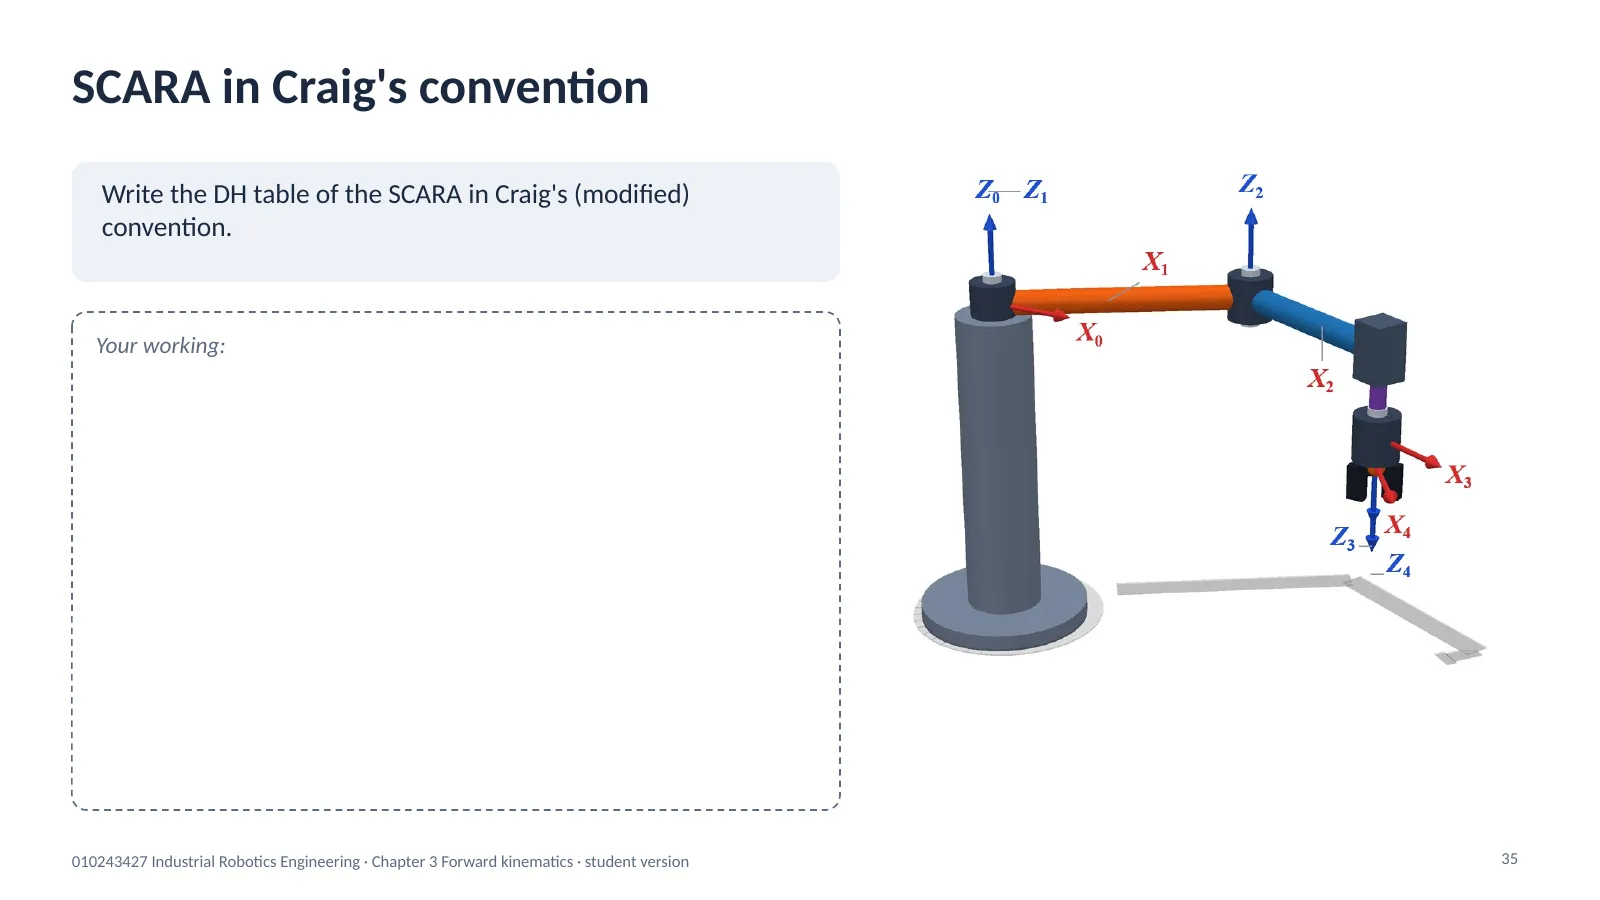 SCARA in Craig's convention
Write the DH table of the SCARA in Craig's (modified)
convention.
Your working:
Z0 Z1
Z2
X1
X0
X2
X3
X4
Z3
Z4
010243427 Industrial Robotics Engineering · Chapter 3 Forward kinematics · student version
35